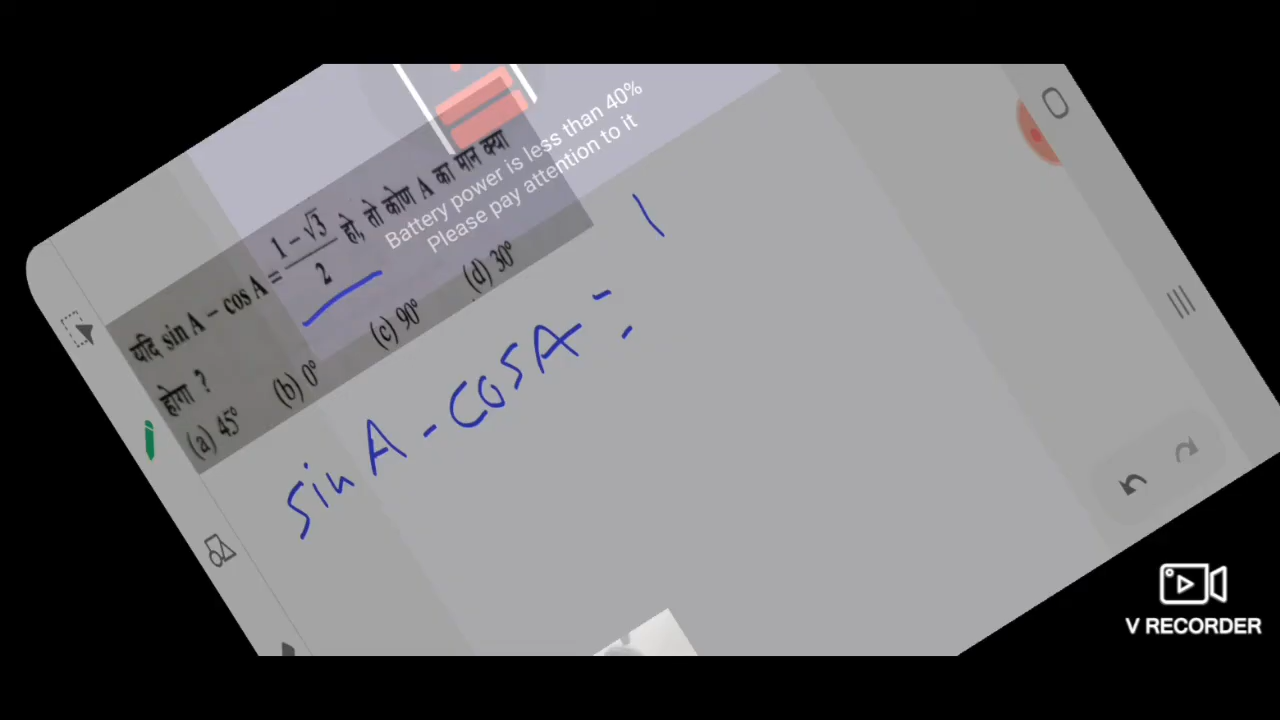 यदि sin A − cos A = (1 − √3)/2 हो, तो कोण A का मान क्या
होगा ?
(a) 45° (b) 0° (c) 90° (d) 30°
Battery power is less than 40%
Please pay attention to it
sin A - cos A =
V RECORDER